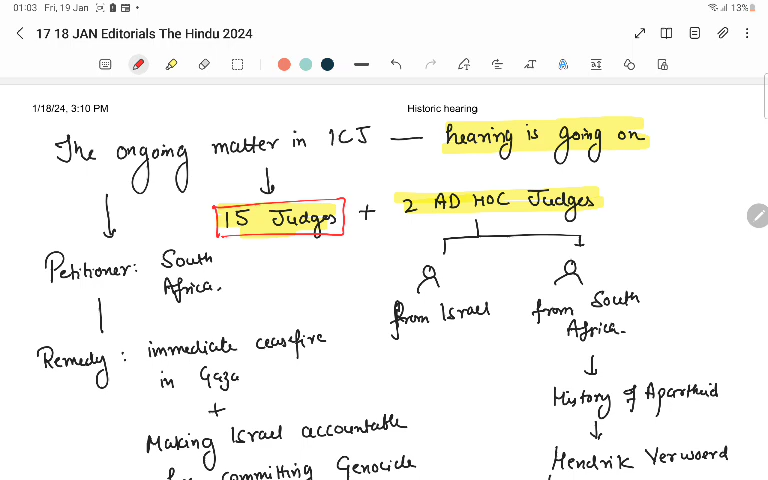 01:03 Fri, 19 Jan
13%
17 18 JAN Editorials The Hindu 2024
1/18/24, 3:10 PM
Historic hearing
The ongoing matter in ICJ — hearing is going on
15 Judges + 2 AD HOC Judges
Petitioner: South
Africa.
from Israel
from South
Africa.
Remedy: immediate ceasefire
in Gaza
+
Making Israel accountable
committing Genocide
History of Apartheid
Hendrik Verwoerd